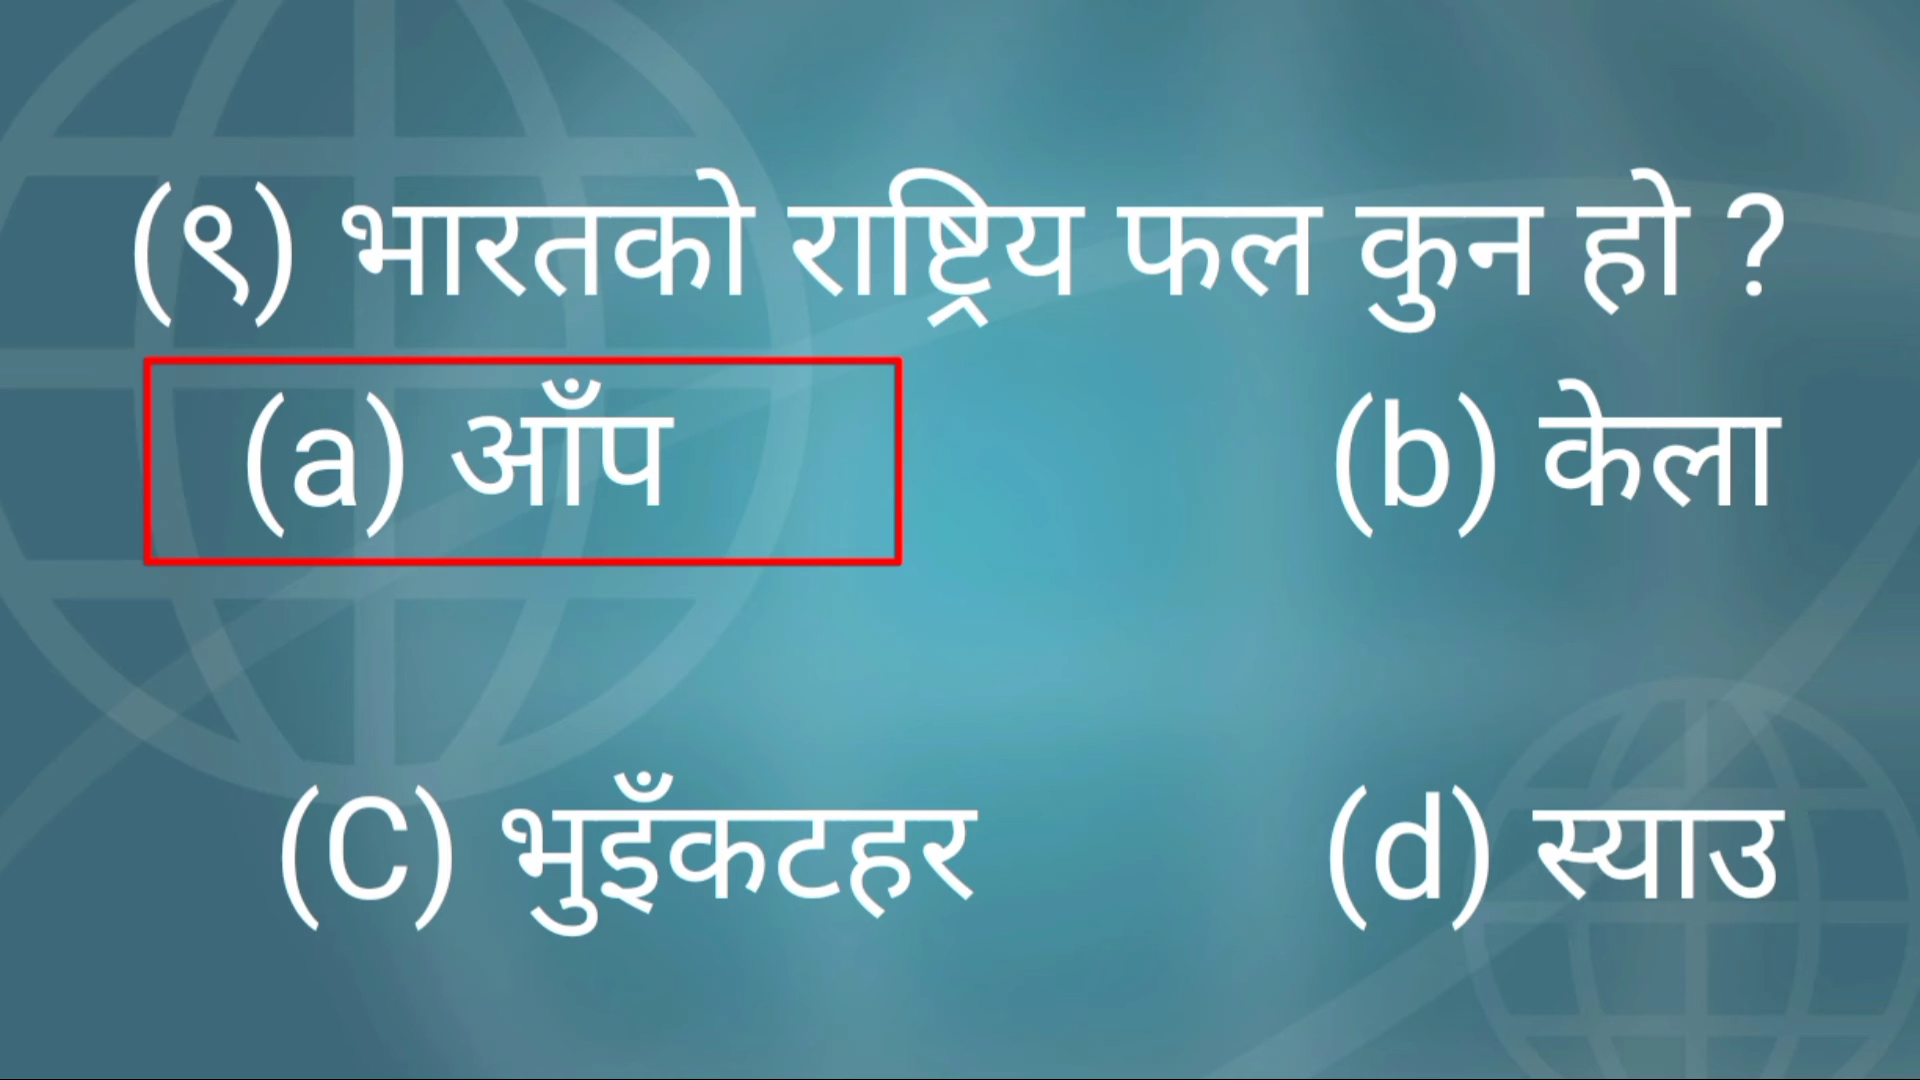 (९) भारतको राष्ट्रिय फल कुन हो ?
(a) आँप (b) केला
(C) भुइँकटहर (d) स्याउ